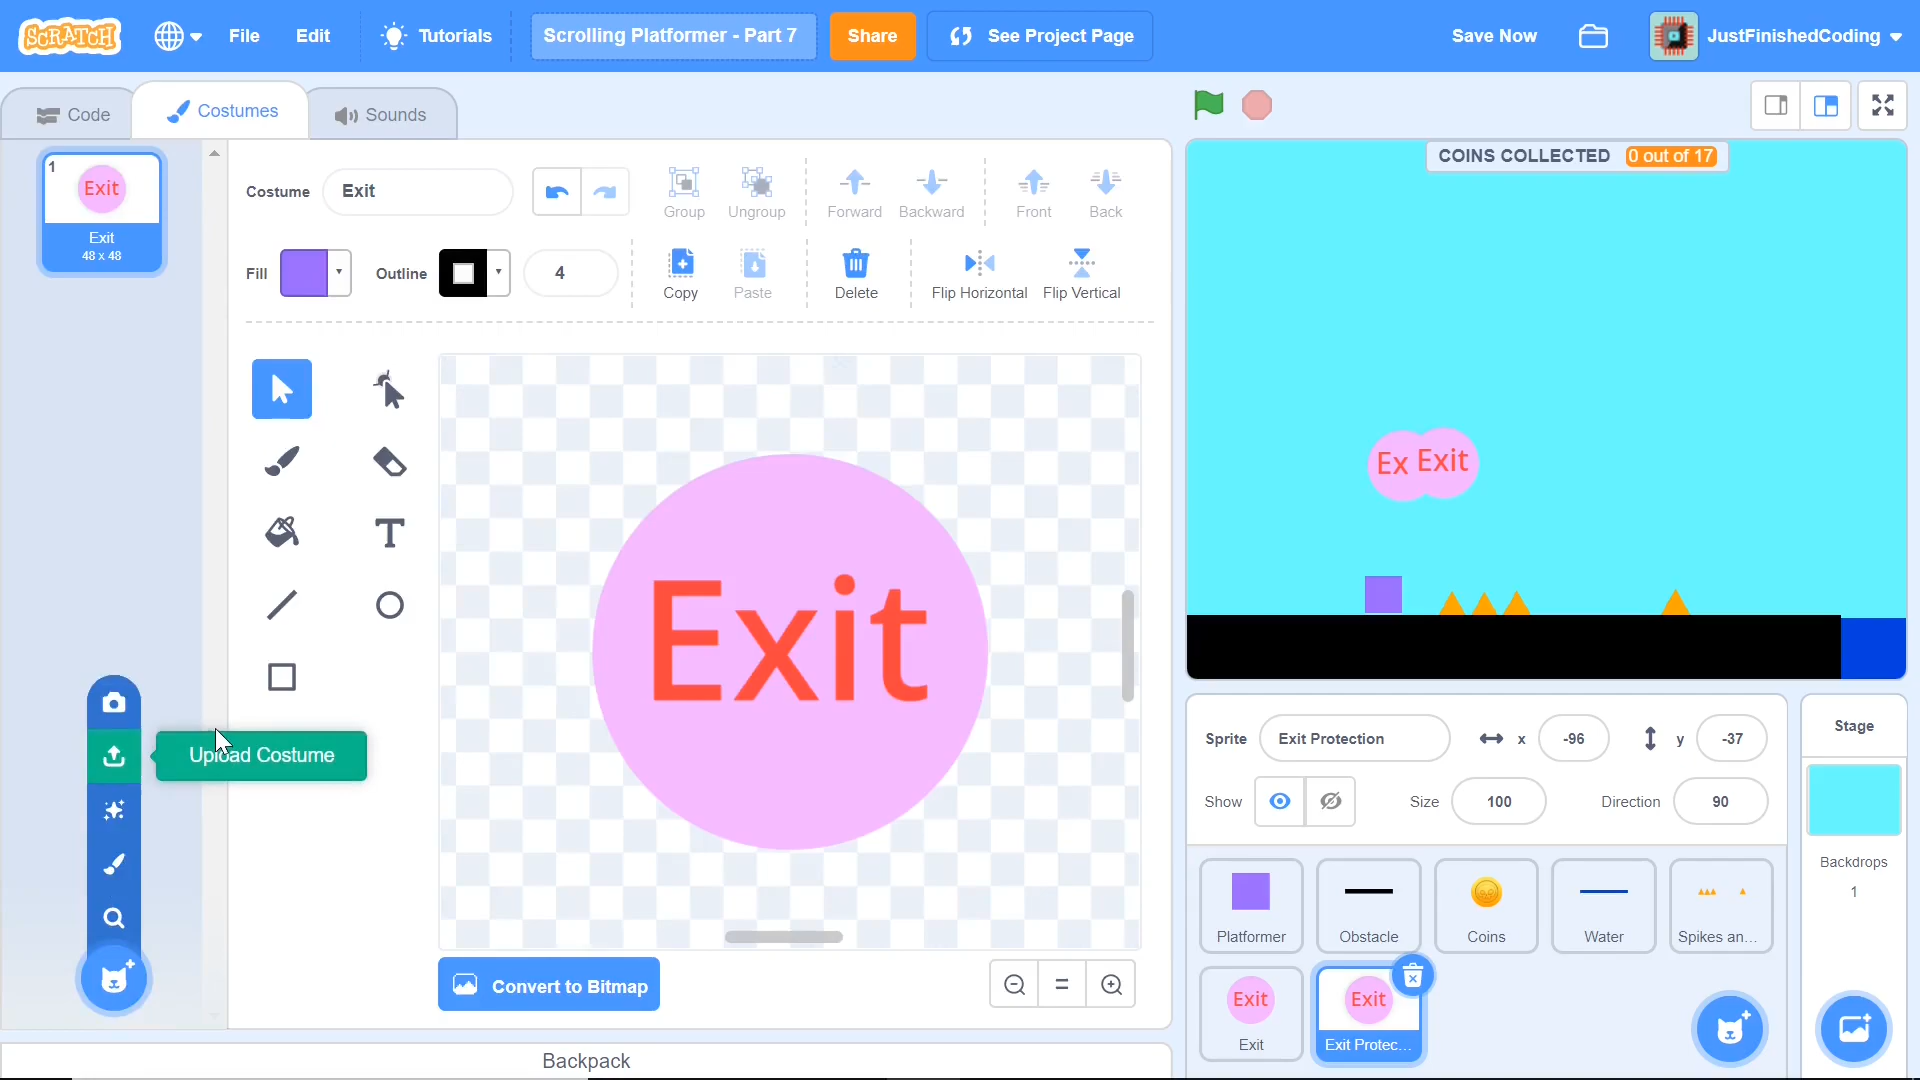 SCRATCH
File
Edit
Tutorials
Scrolling Platformer - Part 7
Share
See Project Page
Save Now
JustFinishedCoding
Code
Costumes
Sounds
1
Exit
Exit
48 x 48
Costume
Exit
Group
Ungroup
Forward
Backward
Front
Back
Fill
Outline
4
Copy
Paste
Delete
Flip Horizontal
Flip Vertical
T
Exit
Upload Costume
Convert to Bitmap
Backpack
COINS COLLECTED 0 out of 17
Ex
Exit
Sprite
Exit Protection
x
-96
y
-37
Show
Size
100
Direction
90
Platformer
Obstacle
Coins
Water
Spikes an...
Exit
Exit
Exit
Exit Protec...
Stage
Backdrops
1